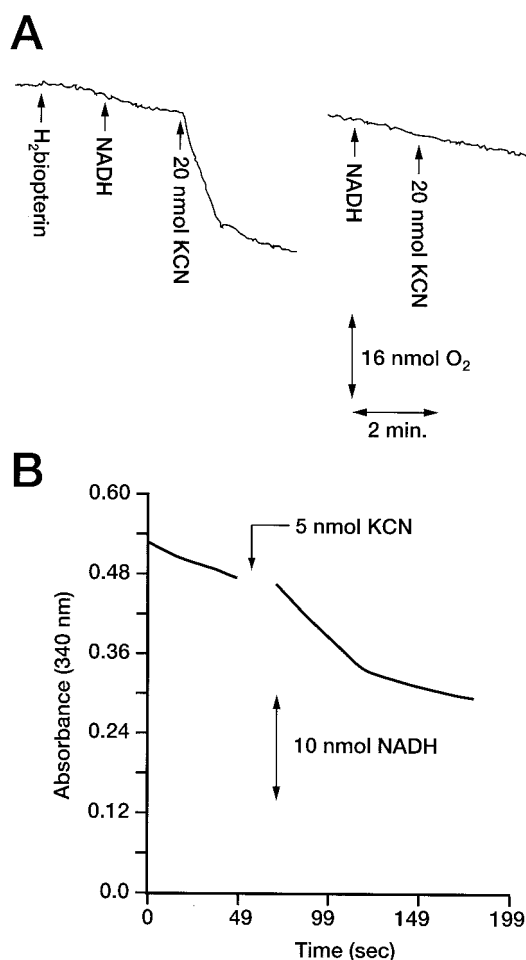 A
H₂biopterin
NADH
20 nmol KCN
NADH
20 nmol KCN
16 nmol O₂
2 min.
B
0.60
0.48
0.36
0.24
0.12
0.0
Absorbance (340 nm)
5 nmol KCN
10 nmol NADH
0 49 99 149 199
Time (sec)